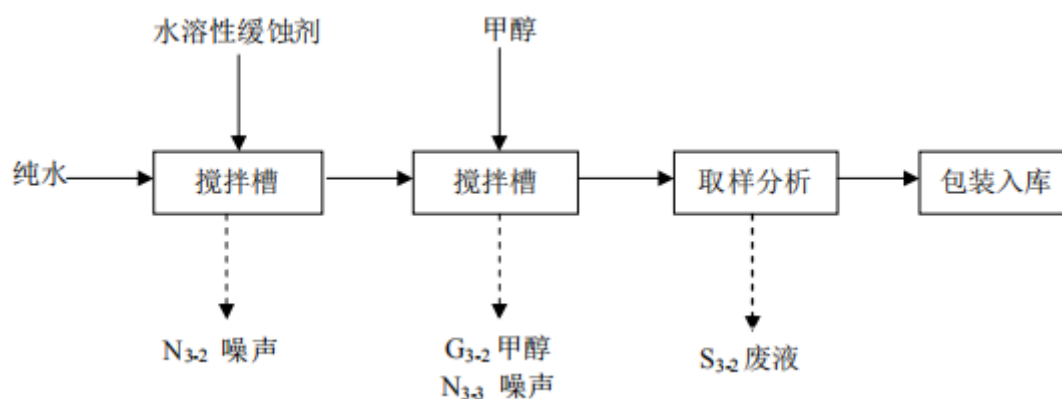 水溶性缓蚀剂
甲醇
纯水
搅拌槽
搅拌槽
取样分析
包装入库
N3-2 噪声
G3-2甲醇
N3-3 噪声
S3-2废液